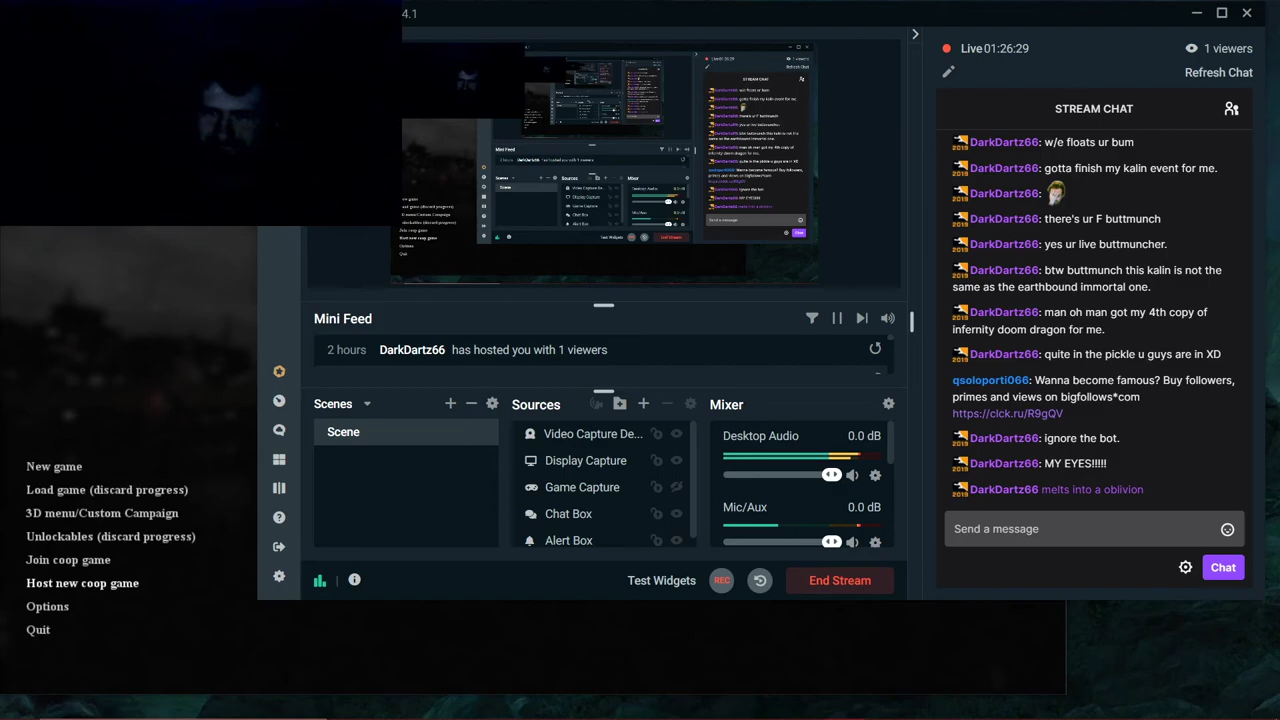 4.1
Live 01:26:29
1 viewers
Refresh Chat
STREAM CHAT
DarkDartz66: w/e floats ur bum
DarkDartz66: gotta finish my kalin event for me.
DarkDartz66:
DarkDartz66: there's ur F buttmunch
DarkDartz66: yes ur live buttmuncher.
DarkDartz66: btw buttmunch this kalin is not the
same as the earthbound immortal one.
DarkDartz66: man oh man got my 4th copy of
infernity doom dragon for me.
DarkDartz66: quite in the pickle u guys are in XD
qsoloporti066: Wanna become famous? Buy followers,
primes and views on bigfollows*com
https://clck.ru/R9gQV
DarkDartz66: ignore the bot.
DarkDartz66: MY EYES!!!!!
DarkDartz66 melts into a oblivion
Send a message
Chat
Mini Feed
2 hours DarkDartz66 has hosted you with 1 viewers
Scenes
Scene
Sources
Video Capture De...
Display Capture
Game Capture
Chat Box
Alert Box
Mixer
Desktop Audio 0.0 dB
Mic/Aux 0.0 dB
Test Widgets
REC
End Stream
New game
Load game (discard progress)
3D menu/Custom Campaign
Unlockables (discard progress)
Join coop game
Host new coop game
Options
Quit